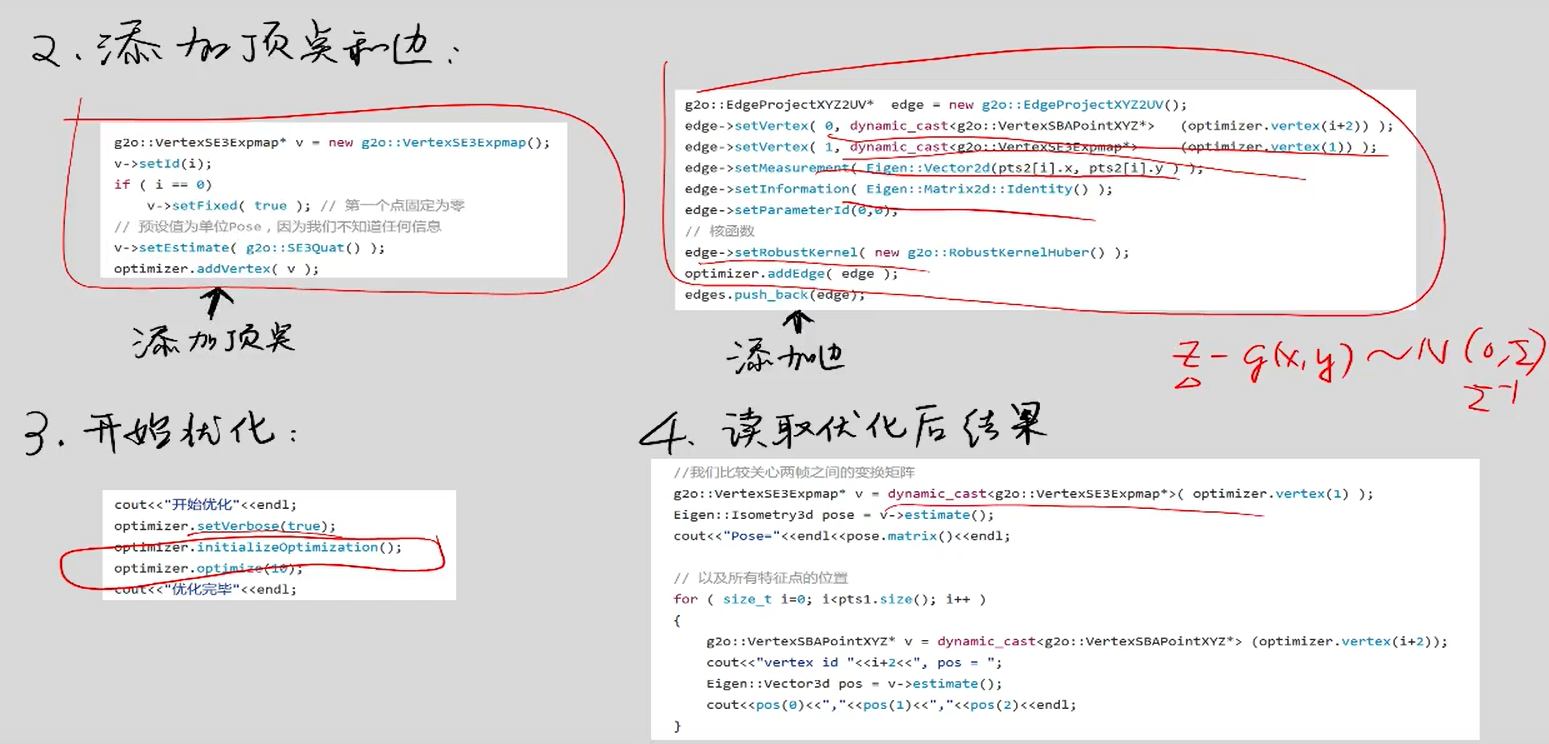 2. 添加顶点和边：
g2o::VertexSE3Expmap* v = new g2o::VertexSE3Expmap();
v->setId(i);
if ( i == 0)
v->setFixed( true ); // 第一个点固定为零
// 预设值为单位Pose，因为我们不知道任何信息
v->setEstimate( g2o::SE3Quat() );
optimizer.addVertex( v );
添加顶点
g2o::EdgeProjectXYZ2UV* edge = new g2o::EdgeProjectXYZ2UV();
edge->setVertex( 0, dynamic_cast<g2o::VertexSBAPointXYZ*> (optimizer.vertex(i+2)) );
edge->setVertex( 1, dynamic_cast<g2o::VertexSE3Expmap*> (optimizer.vertex(1)) );
edge->setMeasurement( Eigen::Vector2d(pts2[i].x, pts2[i].y ) );
edge->setInformation( Eigen::Matrix2d::Identity() );
edge->setParameterId(0,0);
// 核函数
edge->setRobustKernel( new g2o::RobustKernelHuber() );
optimizer.addEdge( edge );
edges.push_back(edge);
添加边
z - g(x,y) ~ N (0,Σ)
Σ⁻¹
3. 开始优化：
cout<<"开始优化"<<endl;
optimizer.setVerbose(true);
optimizer.initializeOptimization();
optimizer.optimize(10);
cout<<"优化完毕"<<endl;
4. 读取优化后结果
//我们比较关心两帧之间的变换矩阵
g2o::VertexSE3Expmap* v = dynamic_cast<g2o::VertexSE3Expmap*>( optimizer.vertex(1) );
Eigen::Isometry3d pose = v->estimate();
cout<<"Pose="<<endl<<pose.matrix()<<endl;
// 以及所有特征点的位置
for ( size_t i=0; i<pts1.size(); i++ )
{
g2o::VertexSBAPointXYZ* v = dynamic_cast<g2o::VertexSBAPointXYZ*> (optimizer.vertex(i+2));
cout<<"vertex id "<<i+2<<", pos = ";
Eigen::Vector3d pos = v->estimate();
cout<<pos(0)<<","<<pos(1)<<","<<pos(2)<<endl;
}